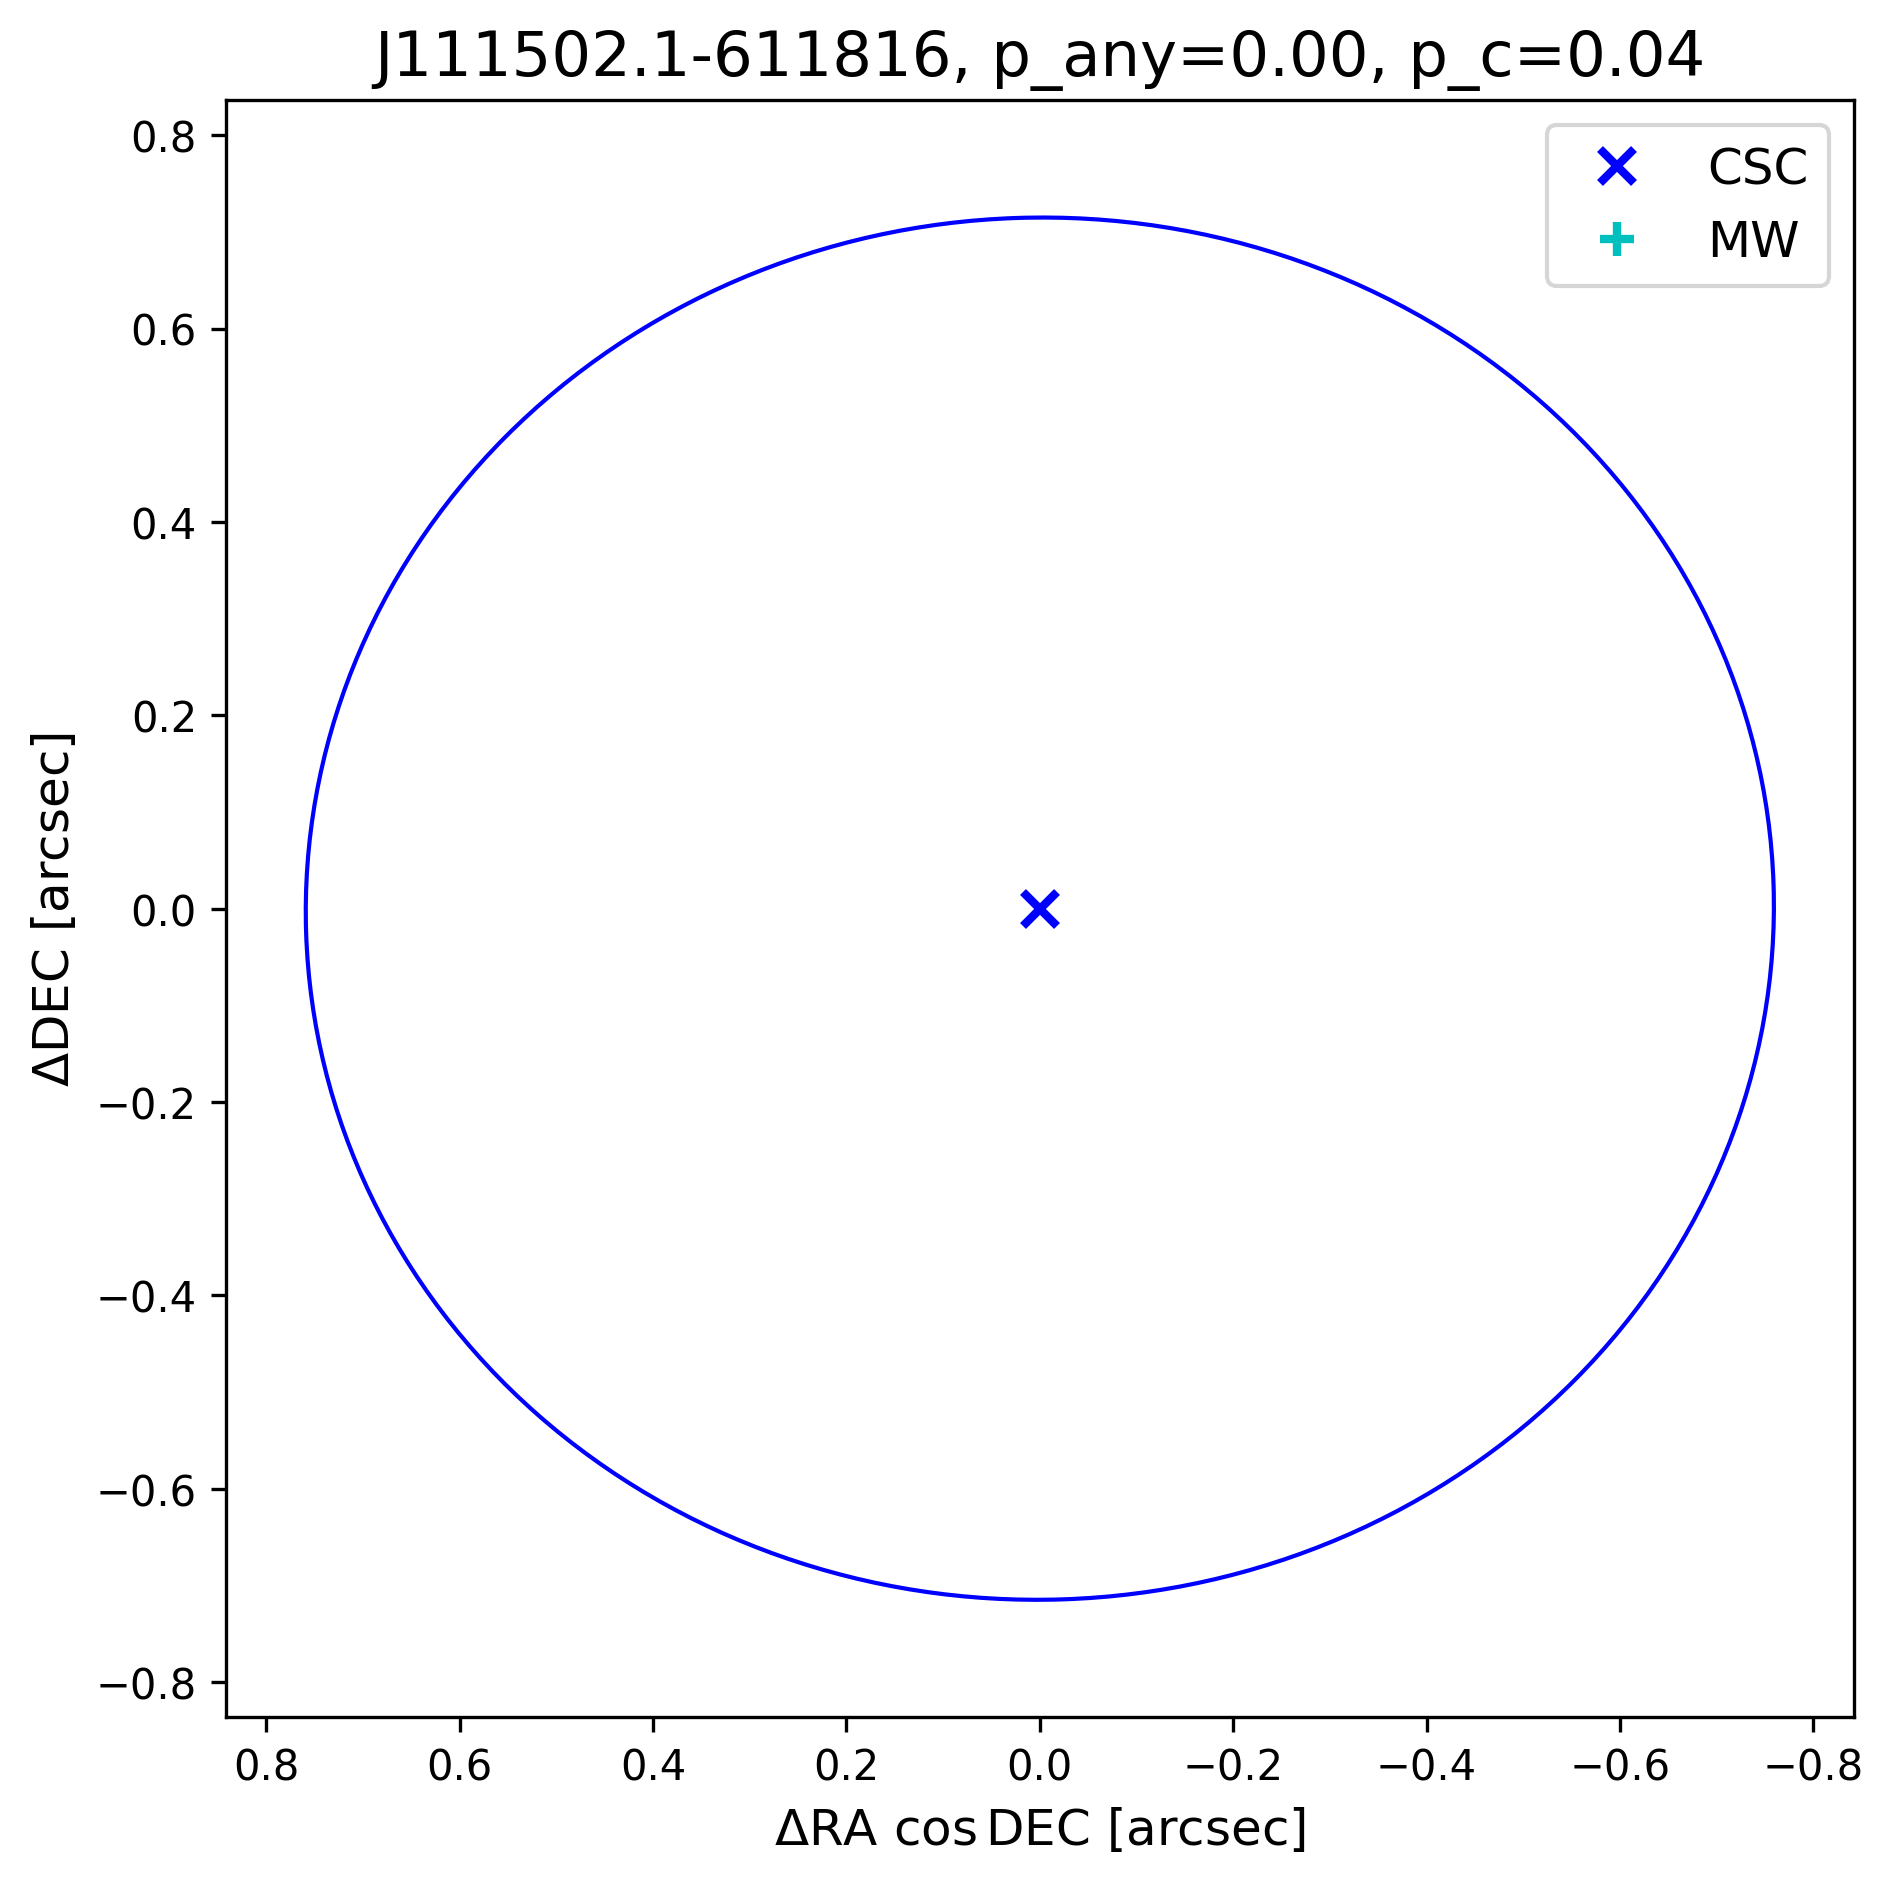 J111502.1-611816, p_any=0.00, p_c=0.04
CSC
MW
0.8
0.6
0.4
0.2
0.0
−0.2
−0.4
−0.6
−0.8
ΔDEC [arcsec]
0.8 0.6 0.4 0.2 0.0 −0.2 −0.4 −0.6 −0.8
ΔRA cos DEC [arcsec]